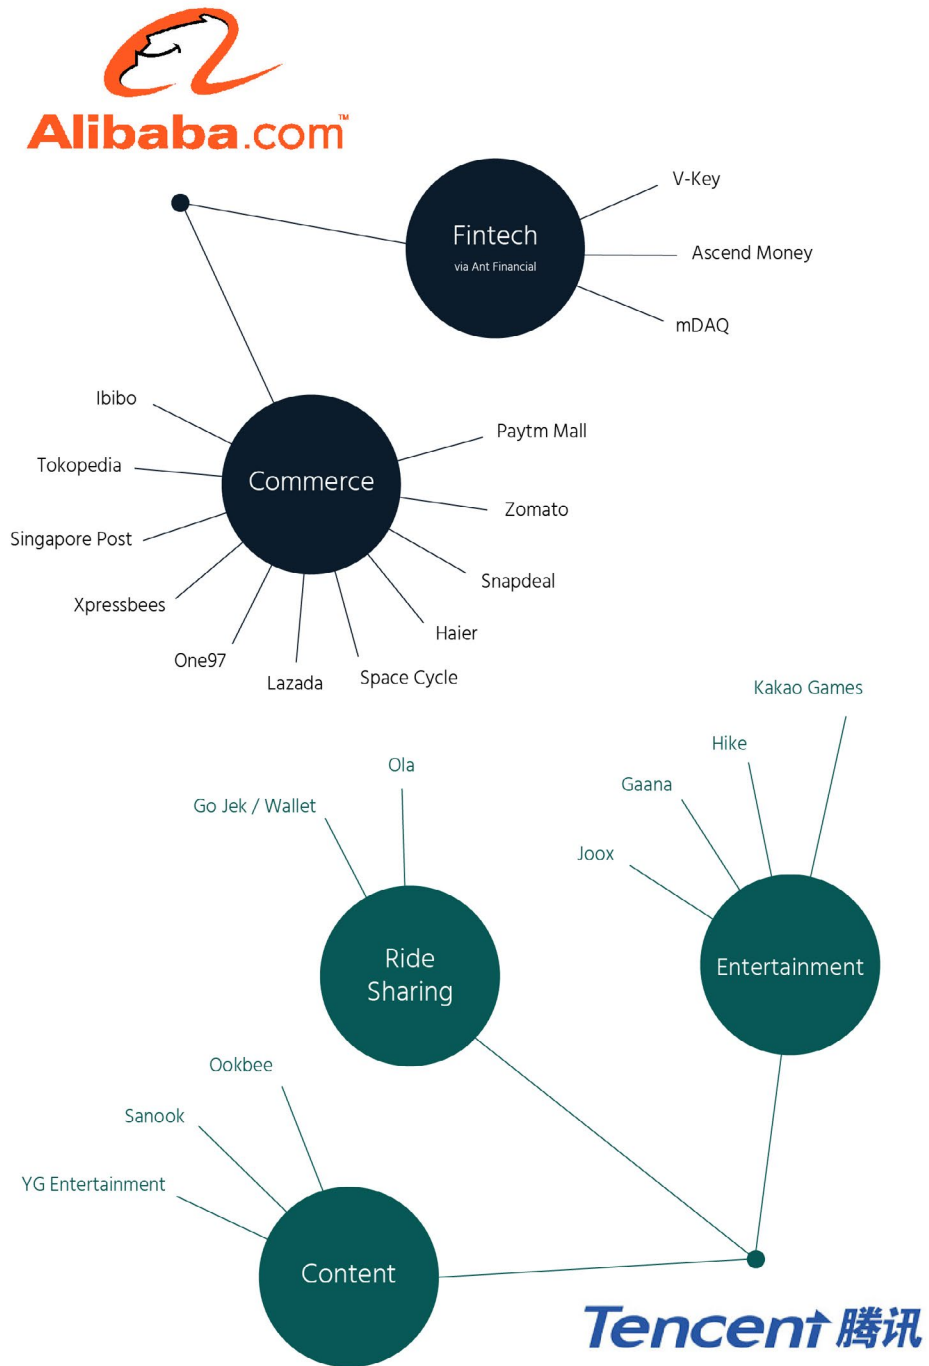 Alibaba.com™
Fintech
via Ant Financial
V-Key
Ascend Money
mDAQ
Commerce
Ibibo
Tokopedia
Singapore Post
Xpressbees
One97
Lazada
Space Cycle
Haier
Snapdeal
Zomato
Paytm Mall
Ride
Sharing
Go Jek / Wallet
Ola
Entertainment
Joox
Gaana
Hike
Kakao Games
Content
YG Entertainment
Sanook
Ookbee
Tencent 腾讯